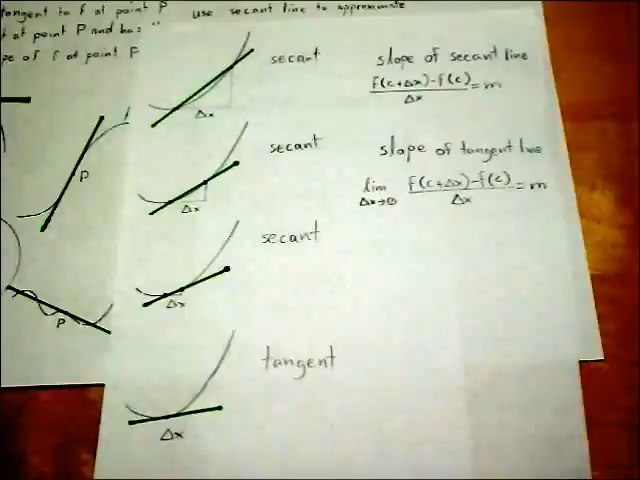 tangent to f at point P
t at point P and has "
pe of f at point P
P
P
use secant line to approximate
secant
Δx
secant
Δx
secant
Δx
tangent
Δx
slope of secant line
f(c+Δx)-f(c)
Δx
= m
slope of tangent line
lim
Δx→0
f(c+Δx)-f(c)
Δx
= m